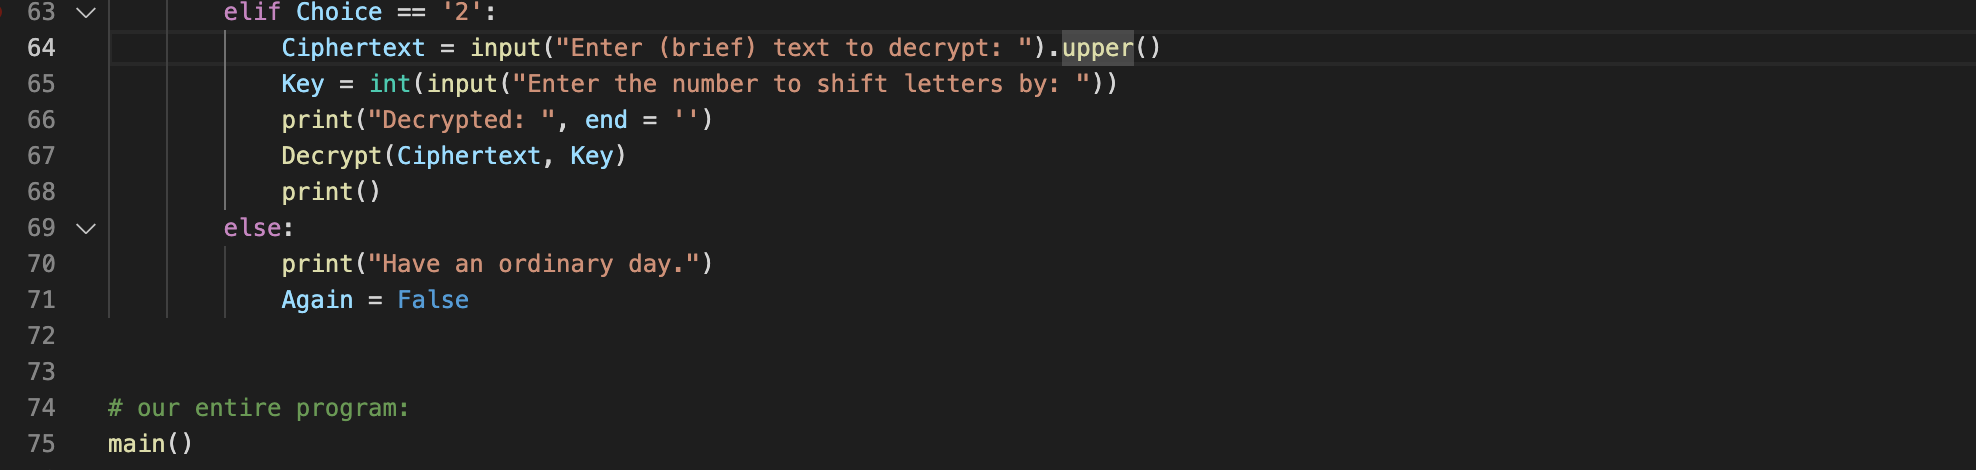 63 elif Choice == '2':
64 Ciphertext = input("Enter (brief) text to decrypt: ").upper()
65 Key = int(input("Enter the number to shift letters by: "))
66 print("Decrypted: ", end = '')
67 Decrypt(Ciphertext, Key)
68 print()
69 else:
70 print("Have an ordinary day.")
71 Again = False
72
73
74 # our entire program:
75 main()